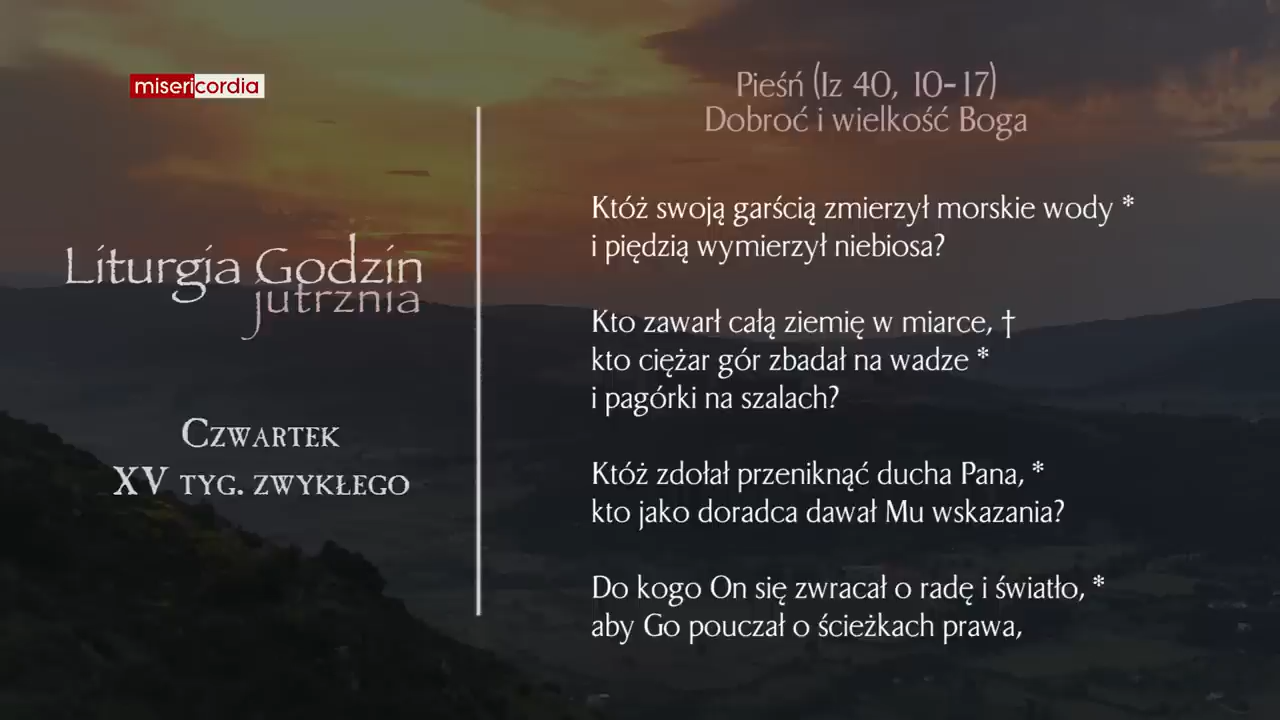 misericordia
Liturgia Godzin
jutrznia
Czwartek
XV tyg. zwykłego
Pieśń (Iz 40, 10-17)
Dobroć i wielkość Boga
Któż swoją garścią zmierzył morskie wody *
i piędzią wymierzył niebiosa?
Kto zawarł całą ziemię w miarce, †
kto ciężar gór zbadał na wadze *
i pagórki na szalach?
Któż zdołał przeniknąć ducha Pana, *
kto jako doradca dawał Mu wskazania?
Do kogo On się zwracał o radę i światło, *
aby Go pouczał o ścieżkach prawa,